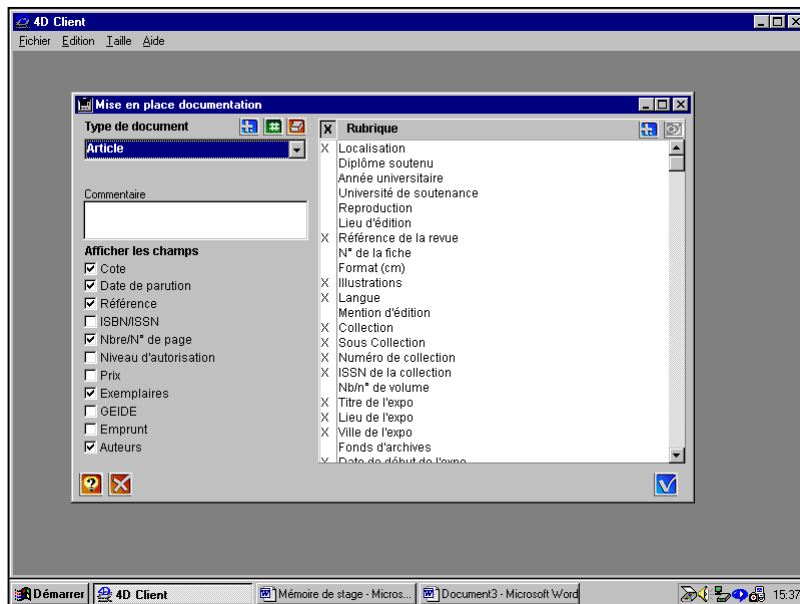 4D Client
Fichier Edition Taille Aide
Mise en place documentation
Type de document
Article
Commentaire
Afficher les champs
Cote
Date de parution
Référence
ISBN/ISSN
Nbre/N° de page
Niveau d'autorisation
Prix
Exemplaires
GEIDE
Emprunt
Auteurs
X Rubrique
X Localisation
Diplôme soutenu
Année universitaire
Université de soutenance
Reproduction
Lieu d'édition
X Référence de la revue
N° de la fiche
Format (cm)
X Illustrations
X Langue
Mention d'édition
X Collection
X Sous Collection
X Numéro de collection
X ISSN de la collection
Nb/n° de volume
X Titre de l'expo
X Lieu de l'expo
X Ville de l'expo
Fonds d'archives
X Date de début de l'expo
Démarrer 4D Client Mémoire de stage - Micros... Document3 - Microsoft Word 15:37